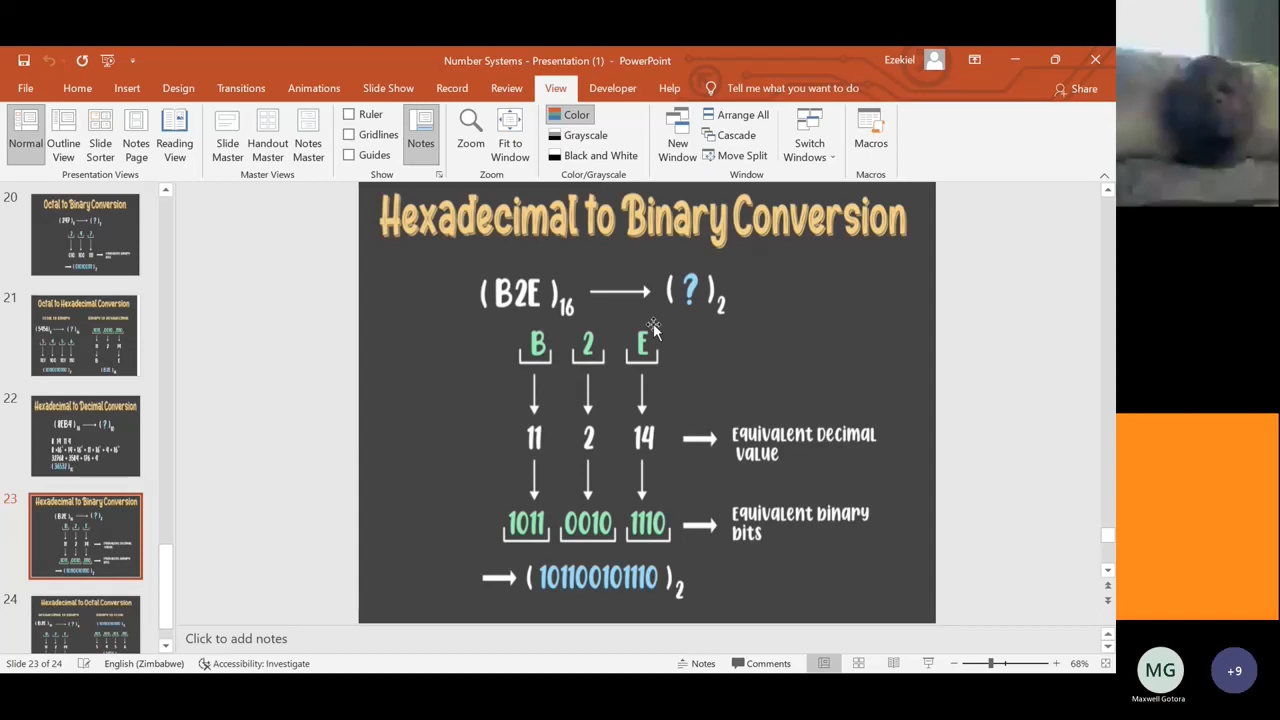 Number Systems - Presentation (1) - PowerPoint
Ezekiel
File Home Insert Design Transitions Animations Slide Show Record Review View Developer Help Tell me what you want to do Share
Normal
Outline View
Slide Sorter
Notes Page
Reading View
Presentation Views
Slide Master
Handout Master
Notes Master
Master Views
Ruler
Gridlines
Guides
Show
Notes
Zoom
Fit to Window
Zoom
Color
Grayscale
Black and White
Color/Grayscale
New Window
Arrange All
Cascade
Move Split
Switch Windows
Window
Macros
Macros
20
Octal to Binary Conversion
21
Octal to Hexadecimal Conversion
22
Hexadecimal to Decimal Conversion
23
Hexadecimal to Binary Conversion
24
Hexadecimal to Octal Conversion
Hexadecimal to Binary Conversion
(B2E)16 → (?)2
B 2 E
11 2 14 → Equivalent Decimal value
1011 0010 1110 → Equivalent binary bits
→ (101100101110)2
Click to add notes
Slide 23 of 24 English (Zimbabwe) Accessibility: Investigate Notes Comments 68%
MG
Maxwell Gotora
+9